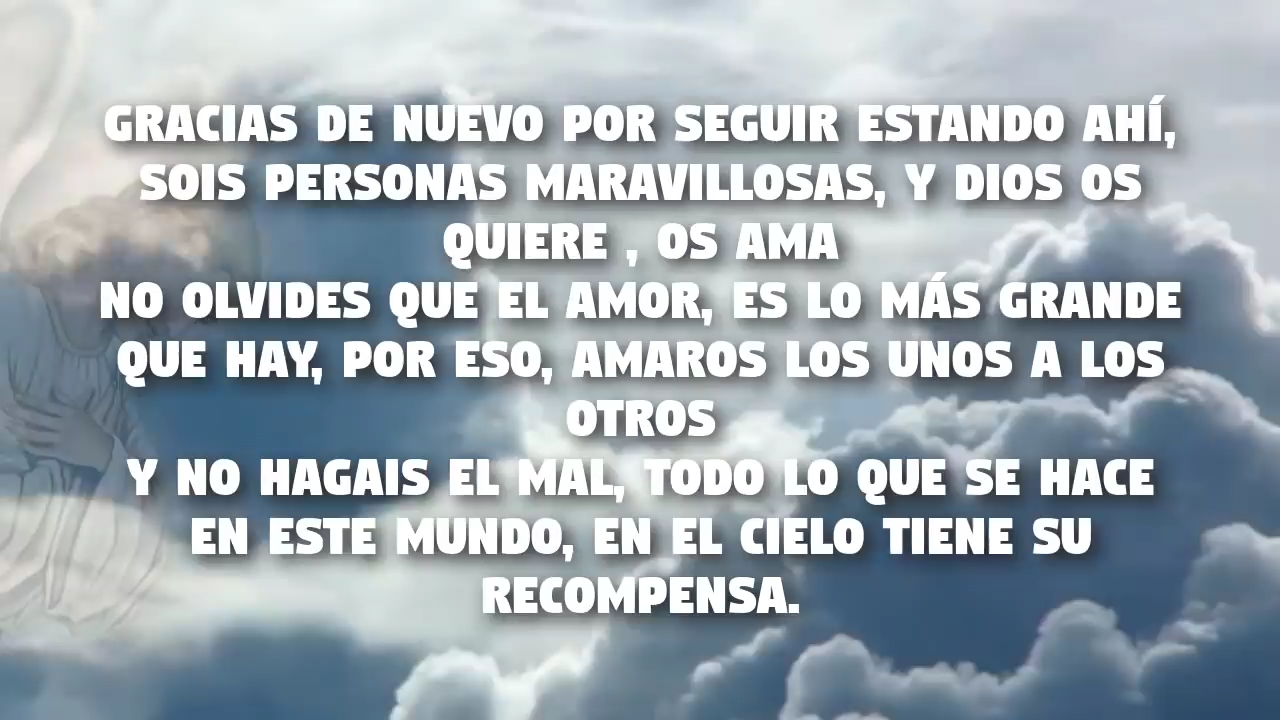 GRACIAS DE NUEVO POR SEGUIR ESTANDO AHÍ,
SOIS PERSONAS MARAVILLOSAS, Y DIOS OS
QUIERE , OS AMA
NO OLVIDES QUE EL AMOR, ES LO MÁS GRANDE
QUE HAY, POR ESO, AMAROS LOS UNOS A LOS
OTROS
Y NO HAGAIS EL MAL, TODO LO QUE SE HACE
EN ESTE MUNDO, EN EL CIELO TIENE SU
RECOMPENSA.